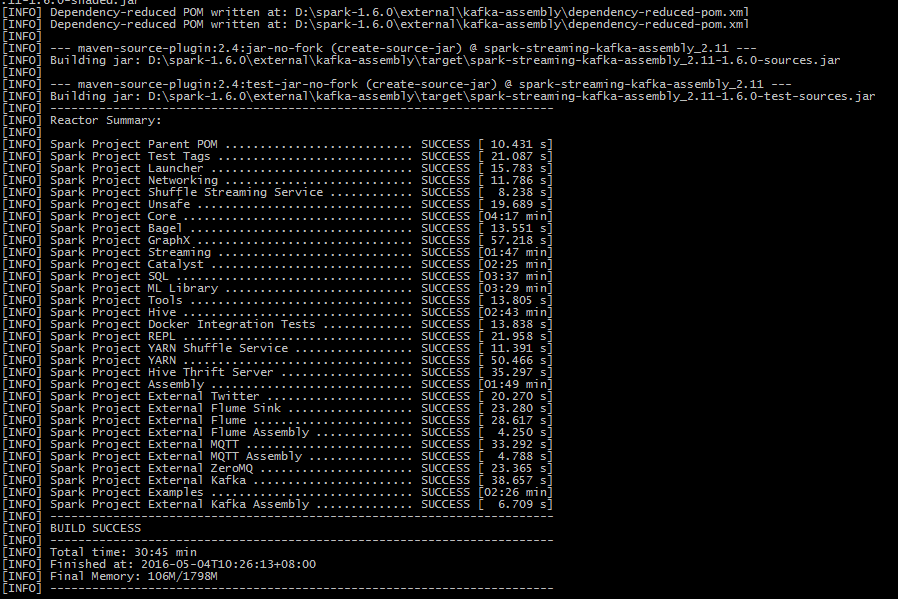 .11-1.6.0-shaded.jar
[INFO] Dependency-reduced POM written at: D:\spark-1.6.0\external\kafka-assembly\dependency-reduced-pom.xml
[INFO] Dependency-reduced POM written at: D:\spark-1.6.0\external\kafka-assembly\dependency-reduced-pom.xml
[INFO]
[INFO] --- maven-source-plugin:2.4:jar-no-fork (create-source-jar) @ spark-streaming-kafka-assembly_2.11 ---
[INFO] Building jar: D:\spark-1.6.0\external\kafka-assembly\target\spark-streaming-kafka-assembly_2.11-1.6.0-sources.jar
[INFO]
[INFO] --- maven-source-plugin:2.4:test-jar-no-fork (create-source-jar) @ spark-streaming-kafka-assembly_2.11 ---
[INFO] Building jar: D:\spark-1.6.0\external\kafka-assembly\target\spark-streaming-kafka-assembly_2.11-1.6.0-test-sources.jar
[INFO] ------------------------------------------------------------------------
[INFO] Reactor Summary:
[INFO]
[INFO] Spark Project Parent POM ........................... SUCCESS [ 10.431 s]
[INFO] Spark Project Test Tags ............................ SUCCESS [ 21.087 s]
[INFO] Spark Project Launcher ............................. SUCCESS [ 15.783 s]
[INFO] Spark Project Networking ........................... SUCCESS [ 11.786 s]
[INFO] Spark Project Shuffle Streaming Service ............ SUCCESS [  8.238 s]
[INFO] Spark Project Unsafe ............................... SUCCESS [ 19.689 s]
[INFO] Spark Project Core ................................. SUCCESS [04:17 min]
[INFO] Spark Project Bagel ................................ SUCCESS [ 13.551 s]
[INFO] Spark Project GraphX ............................... SUCCESS [ 57.218 s]
[INFO] Spark Project Streaming ............................ SUCCESS [01:47 min]
[INFO] Spark Project Catalyst ............................. SUCCESS [02:25 min]
[INFO] Spark Project SQL .................................. SUCCESS [03:37 min]
[INFO] Spark Project ML Library ........................... SUCCESS [03:29 min]
[INFO] Spark Project Tools ................................ SUCCESS [ 13.805 s]
[INFO] Spark Project Hive ................................. SUCCESS [02:43 min]
[INFO] Spark Project Docker Integration Tests ............. SUCCESS [ 13.838 s]
[INFO] Spark Project REPL ................................. SUCCESS [ 21.958 s]
[INFO] Spark Project YARN Shuffle Service ................. SUCCESS [ 11.391 s]
[INFO] Spark Project YARN ................................. SUCCESS [ 50.466 s]
[INFO] Spark Project Hive Thrift Server ................... SUCCESS [ 35.297 s]
[INFO] Spark Project Assembly ............................. SUCCESS [01:49 min]
[INFO] Spark Project External Twitter ..................... SUCCESS [ 20.270 s]
[INFO] Spark Project External Flume Sink .................. SUCCESS [ 23.280 s]
[INFO] Spark Project External Flume ....................... SUCCESS [ 28.617 s]
[INFO] Spark Project External Flume Assembly .............. SUCCESS [  4.250 s]
[INFO] Spark Project External MQTT ........................ SUCCESS [ 33.292 s]
[INFO] Spark Project External MQTT Assembly ............... SUCCESS [  4.788 s]
[INFO] Spark Project External ZeroMQ ...................... SUCCESS [ 23.365 s]
[INFO] Spark Project External Kafka ....................... SUCCESS [ 38.657 s]
[INFO] Spark Project Examples ............................. SUCCESS [02:26 min]
[INFO] Spark Project External Kafka Assembly .............. SUCCESS [  6.709 s]
[INFO] ------------------------------------------------------------------------
[INFO] BUILD SUCCESS
[INFO] ------------------------------------------------------------------------
[INFO] Total time: 30:45 min
[INFO] Finished at: 2016-05-04T10:26:13+08:00
[INFO] Final Memory: 106M/1798M
[INFO] ------------------------------------------------------------------------